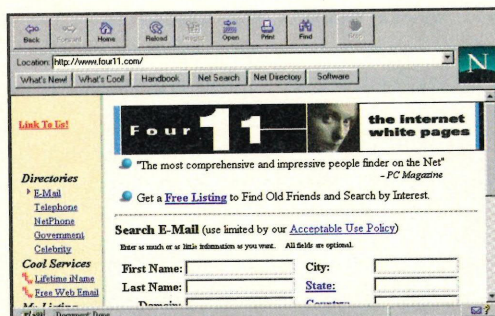 Back Forward Home Reload Images Open Print Find Stop
Location: http://www.four11.com/
What's New! What's Cool! Handbook Net Search Net Directory Software
N
Link To Us!
Four 11
the internet
white pages
"The most comprehensive and impressive people finder on the Net"
– PC Magazine
Get a Free Listing to Find Old Friends and Search by Interest.
Directories
E-Mail
Telephone
NetPhone
Government
Celebrity
Cool Services
Lifetime iName
Free Web Email
My Listing
Search E-Mail (use limited by our Acceptable Use Policy)
Enter as much or as little information as you want. All fields are optional.
First Name: City:
Last Name: State:
Domain: Country:
Document: Done